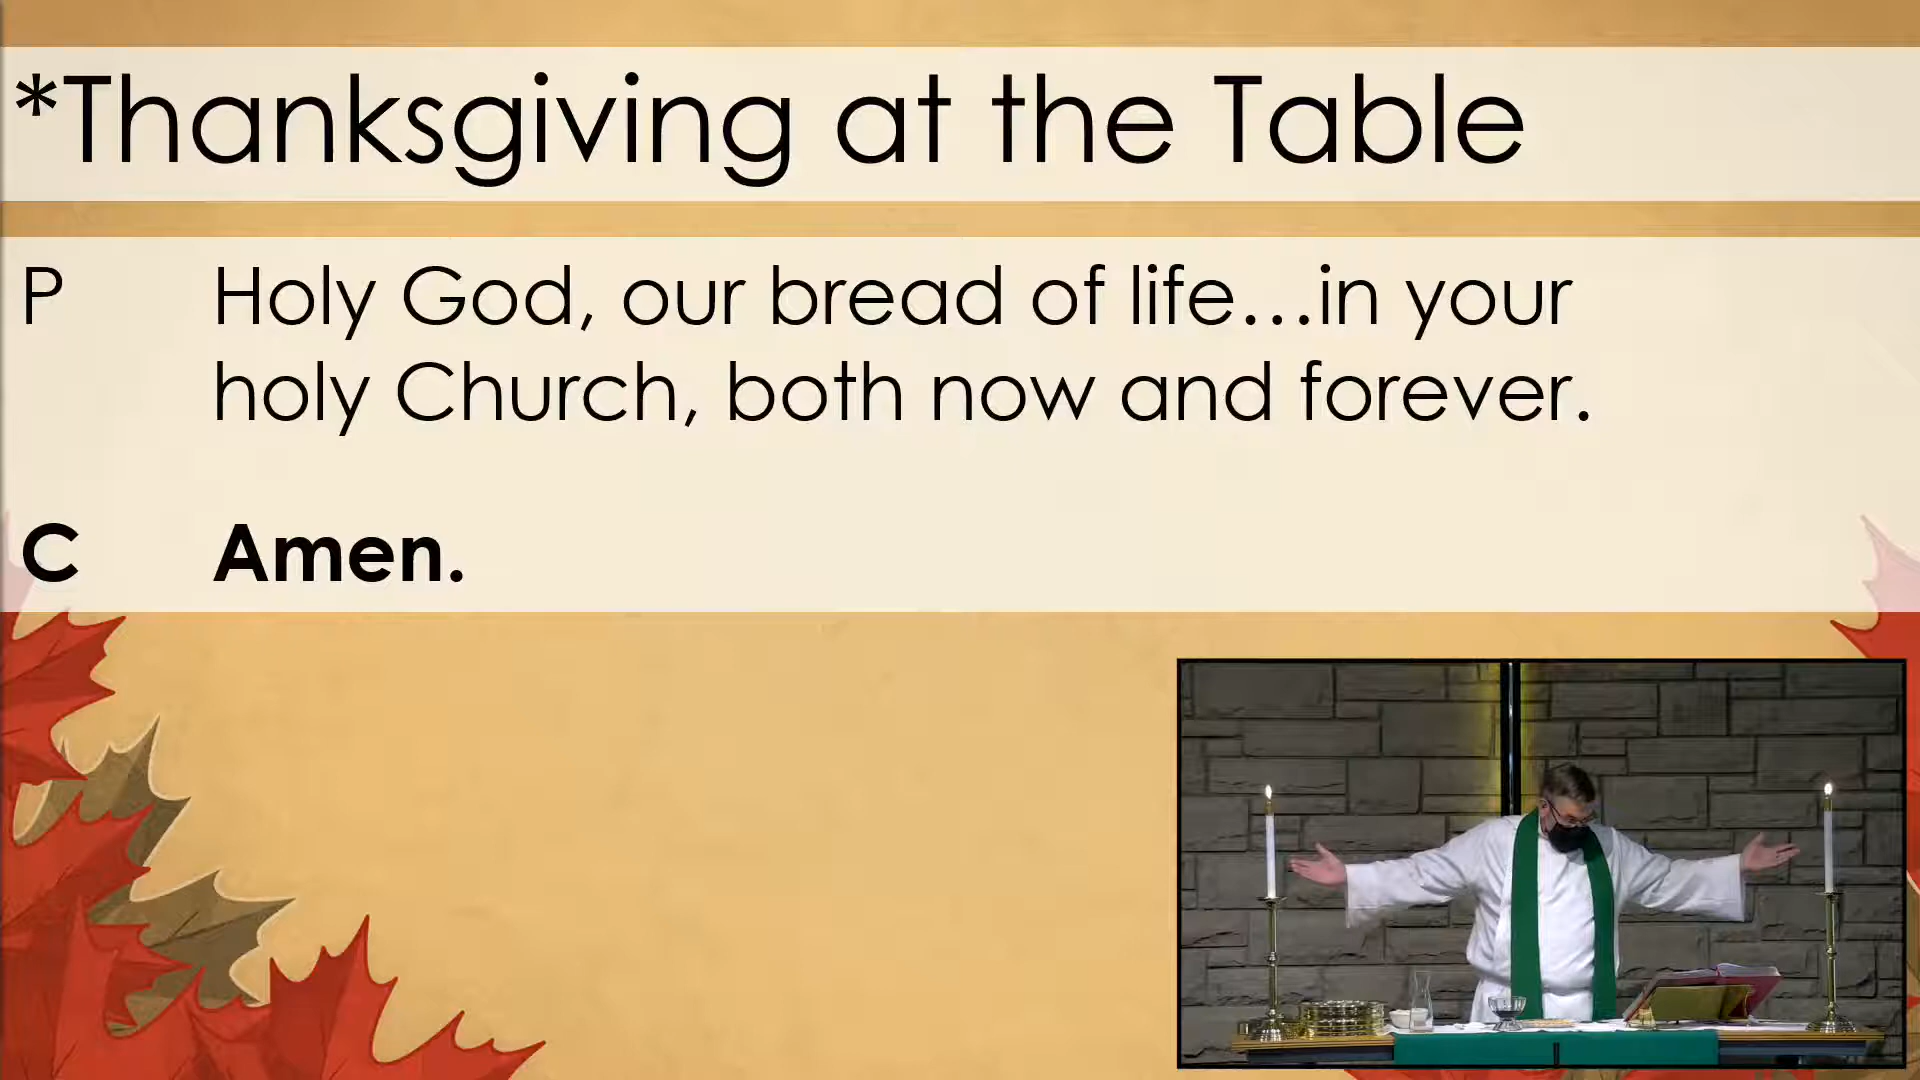 *Thanksgiving at the Table
P Holy God, our bread of life…in your
holy Church, both now and forever.
C Amen.